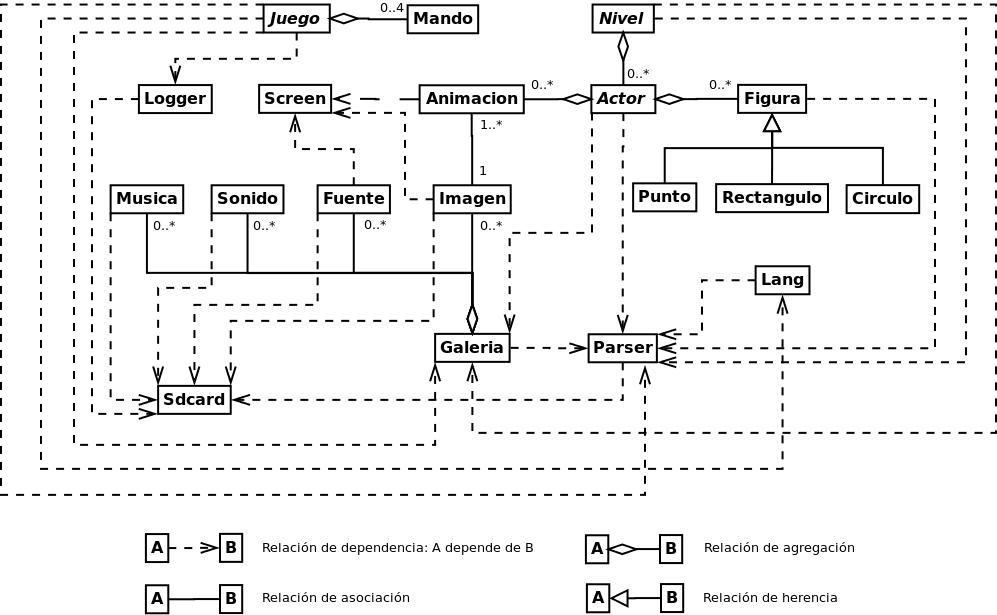 Juego
0..4
Mando
Nivel
0..*
Logger
Screen
Animacion
0..*
Actor
0..*
Figura
1..*
1
Musica
Sonido
Fuente
Imagen
Punto
Rectangulo
Circulo
0..*
0..*
0..*
0..*
Lang
Galeria
Parser
Sdcard
A B Relación de dependencia: A depende de B
A B Relación de agregación
A B Relación de asociación
A B Relación de herencia